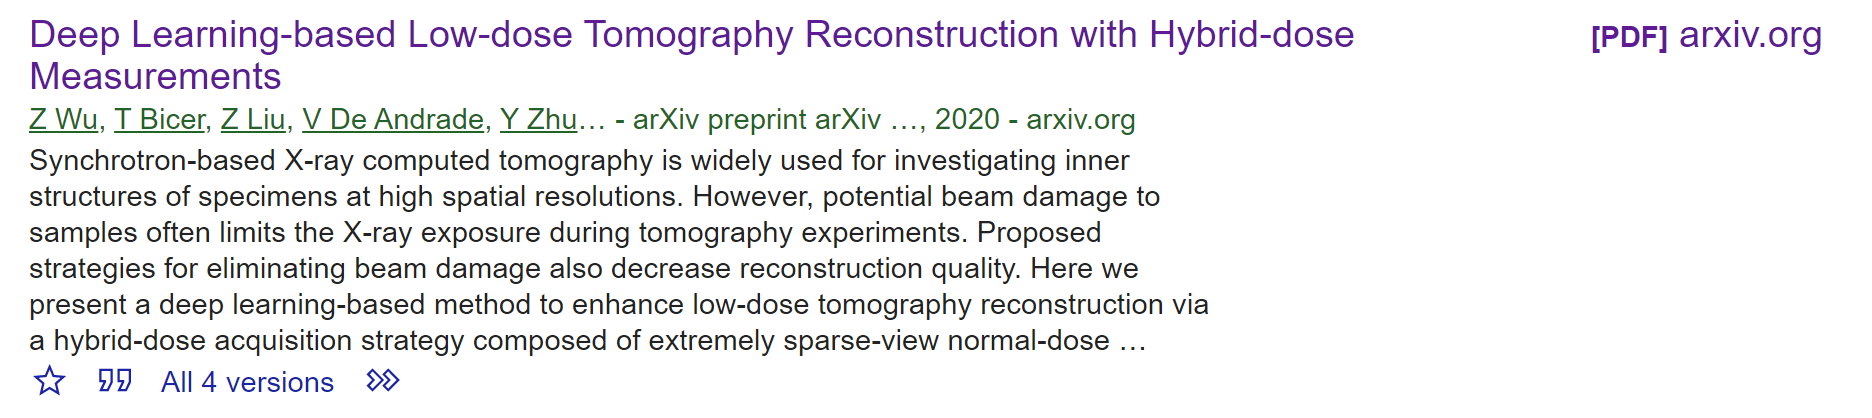 Deep Learning-based Low-dose Tomography Reconstruction with Hybrid-dose
Measurements
[PDF] arxiv.org
Z Wu, T Bicer, Z Liu, V De Andrade, Y Zhu… - arXiv preprint arXiv …, 2020 - arxiv.org
Synchrotron-based X-ray computed tomography is widely used for investigating inner
structures of specimens at high spatial resolutions. However, potential beam damage to
samples often limits the X-ray exposure during tomography experiments. Proposed
strategies for eliminating beam damage also decrease reconstruction quality. Here we
present a deep learning-based method to enhance low-dose tomography reconstruction via
a hybrid-dose acquisition strategy composed of extremely sparse-view normal-dose …
All 4 versions